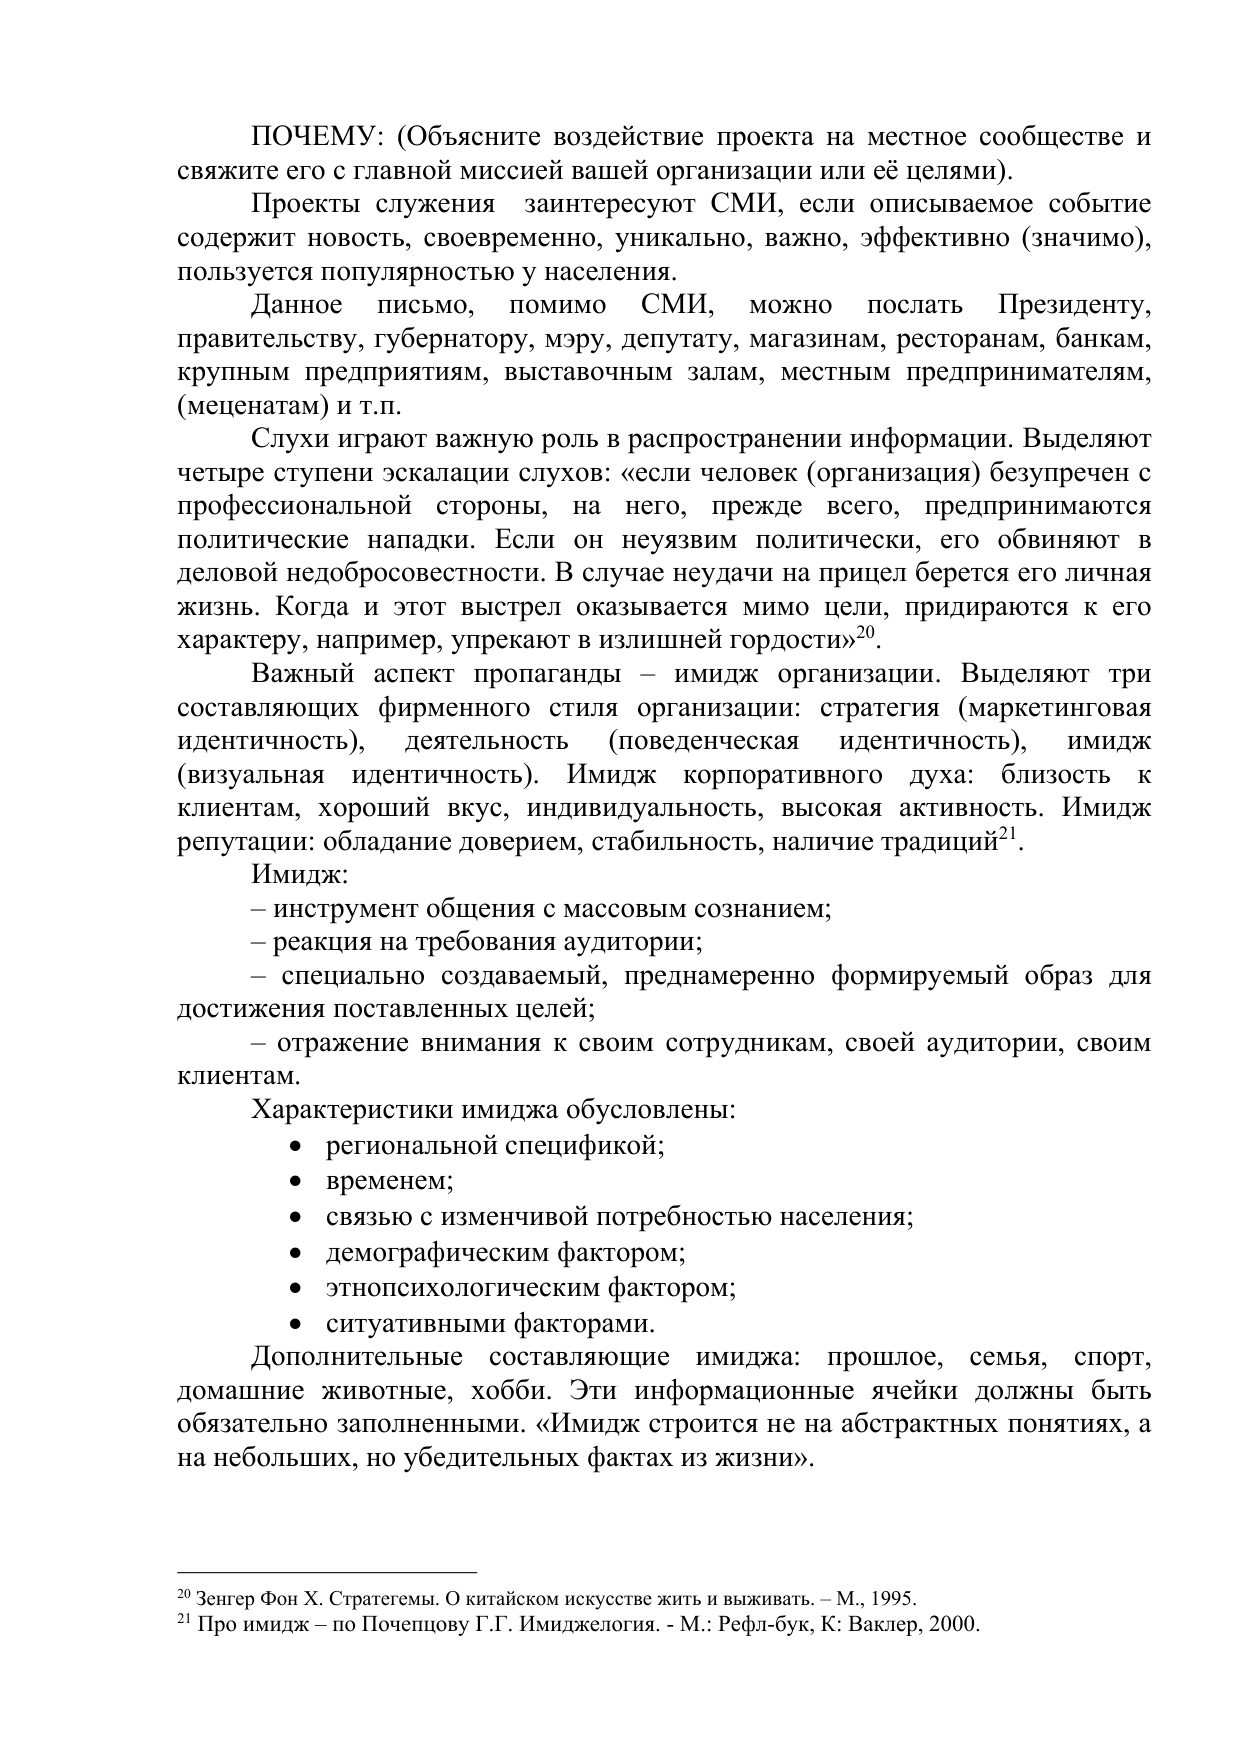 ПОЧЕМУ: (Объясните воздействие проекта на местное сообществе и
свяжите его с главной миссией вашей организации или её целями).
Проекты служения  заинтересуют СМИ, если описываемое событие
содержит новость, своевременно, уникально, важно, эффективно (значимо),
пользуется популярностью у населения.
Данное письмо, помимо СМИ, можно послать Президенту,
правительству, губернатору, мэру, депутату, магазинам, ресторанам, банкам,
крупным предприятиям, выставочным залам, местным предпринимателям,
(меценатам) и т.п.
Слухи играют важную роль в распространении информации. Выделяют
четыре ступени эскалации слухов: «если человек (организация) безупречен с
профессиональной стороны, на него, прежде всего, предпринимаются
политические нападки. Если он неуязвим политически, его обвиняют в
деловой недобросовестности. В случае неудачи на прицел берется его личная
жизнь. Когда и этот выстрел оказывается мимо цели, придираются к его
характеру, например, упрекают в излишней гордости»20.
Важный аспект пропаганды – имидж организации. Выделяют три
составляющих фирменного стиля организации: стратегия (маркетинговая
идентичность), деятельность (поведенческая идентичность), имидж
(визуальная идентичность). Имидж корпоративного духа: близость к
клиентам, хороший вкус, индивидуальность, высокая активность. Имидж
репутации: обладание доверием, стабильность, наличие традиций21.
Имидж:
– инструмент общения с массовым сознанием;
– реакция на требования аудитории;
– специально создаваемый, преднамеренно формируемый образ для
достижения поставленных целей;
– отражение внимания к своим сотрудникам, своей аудитории, своим
клиентам.
Характеристики имиджа обусловлены:
• региональной спецификой;
• временем;
• связью с изменчивой потребностью населения;
• демографическим фактором;
• этнопсихологическим фактором;
• ситуативными факторами.
Дополнительные составляющие имиджа: прошлое, семья, спорт,
домашние животные, хобби. Эти информационные ячейки должны быть
обязательно заполненными. «Имидж строится не на абстрактных понятиях, а
на небольших, но убедительных фактах из жизни».
20 Зенгер Фон Х. Стратегемы. О китайском искусстве жить и выживать. – М., 1995.
21 Про имидж – по Почепцову Г.Г. Имиджелогия. - М.: Рефл-бук, К: Ваклер, 2000.